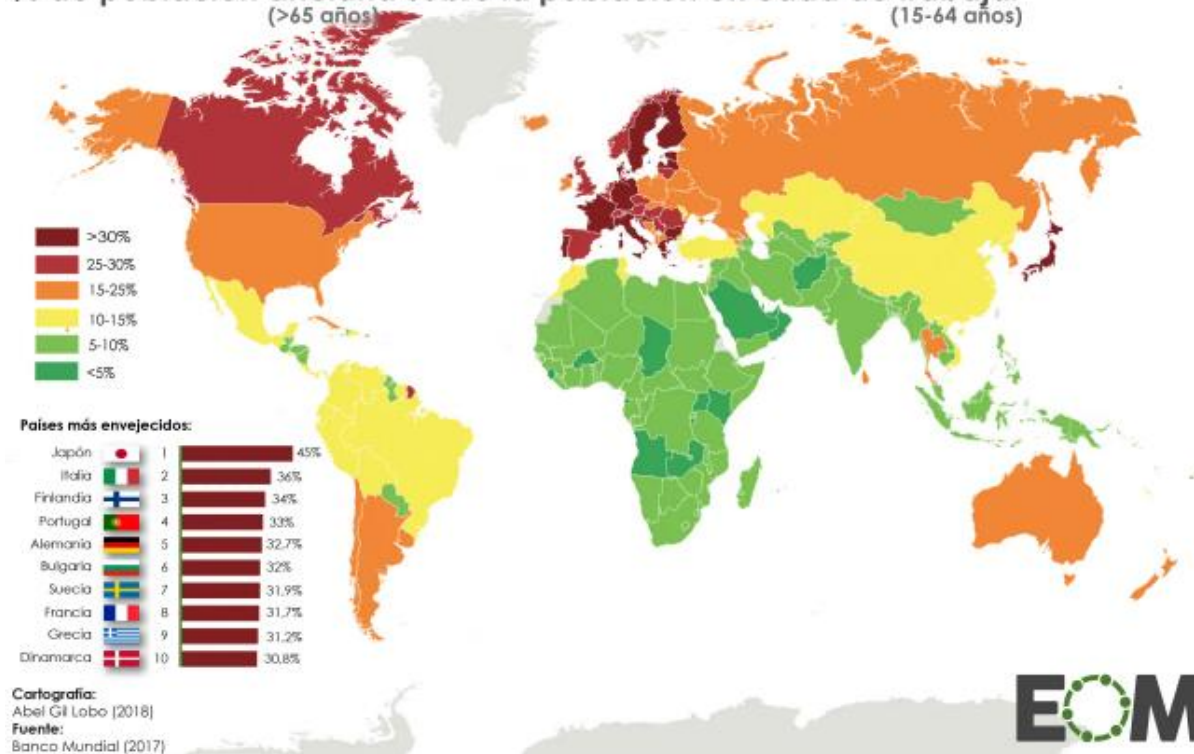 (>65 años)
(15-64 años)
>30%
25-30%
15-25%
10-15%
5-10%
<5%
Países más envejecidos:
Japón 1 45%
Italia 2 36%
Finlandia 3 34%
Portugal 4 33%
Alemania 5 32,7%
Bulgaria 6 32%
Suecia 7 31,9%
Francia 8 31,7%
Grecia 9 31,2%
Dinamarca 10 30,8%
Cartografía:
Abel Gil Lobo (2018)
Fuente:
Banco Mundial (2017)
EOM